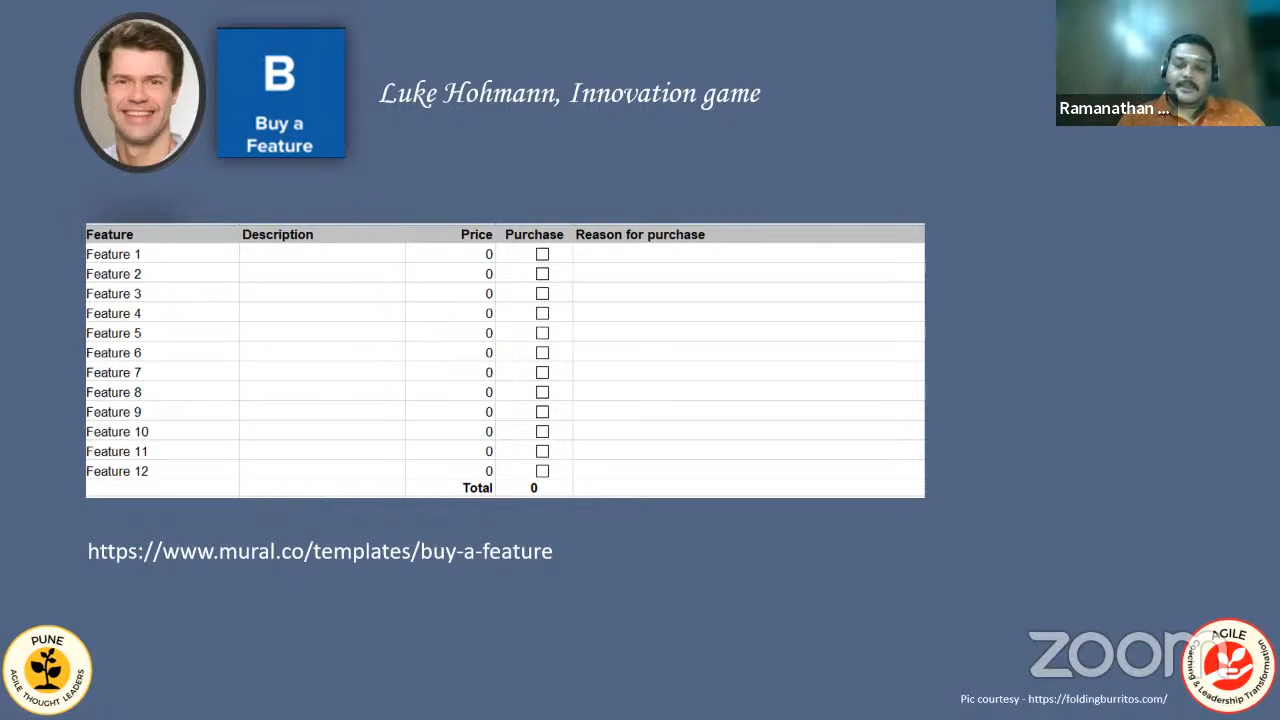 B
Buy a
Feature
Luke Hohmann, Innovation game
Ramanathan ...
Feature Description Price Purchase Reason for purchase
Feature 1 0
Feature 2 0
Feature 3 0
Feature 4 0
Feature 5 0
Feature 6 0
Feature 7 0
Feature 8 0
Feature 9 0
Feature 10 0
Feature 11 0
Feature 12 0
Total 0
https://www.mural.co/templates/buy-a-feature
PUNE
AGILE THOUGHT LEADERS
zoom
AGILE
Coaching & Leadership Transformation
Pic courtesy - https://foldingburritos.com/